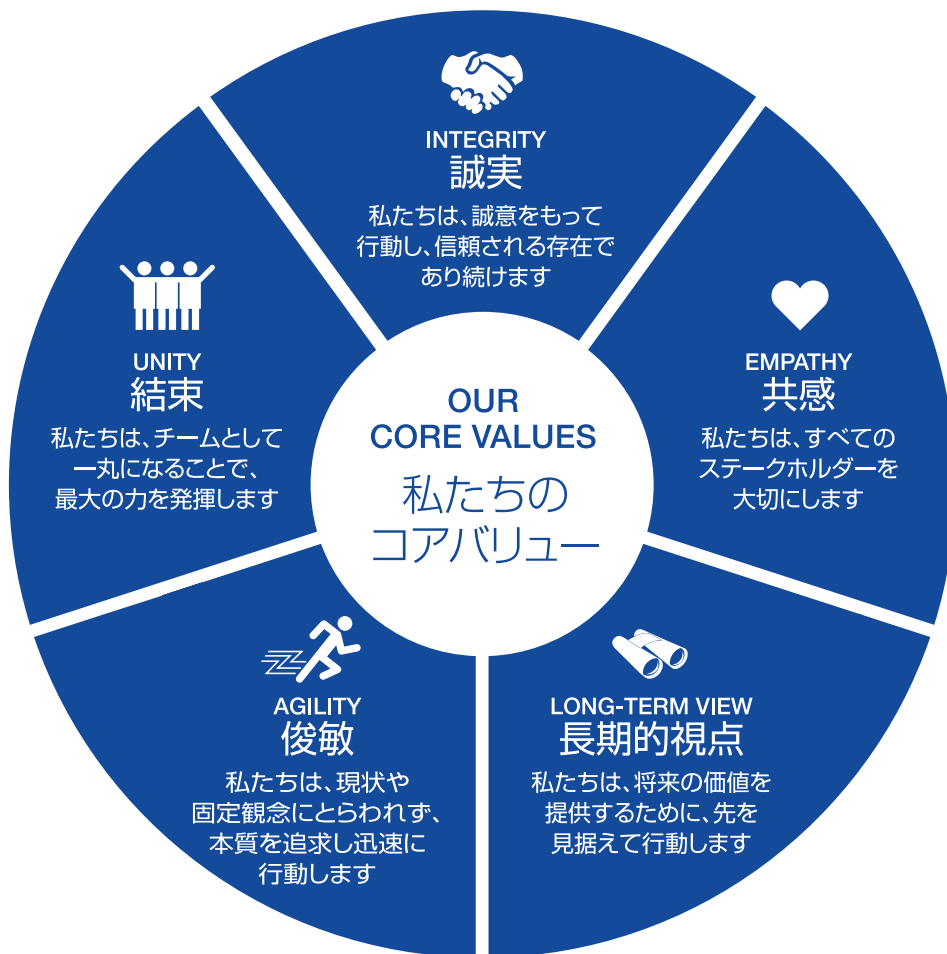 INTEGRITY
誠実
私たちは、誠意をもって
行動し、信頼される存在で
あり続けます
UNITY
結束
私たちは、チームとして
一丸になることで、
最大の力を発揮します
OUR
CORE VALUES
私たちの
コアバリュー
EMPATHY
共感
私たちは、すべての
ステークホルダーを
大切にします
AGILITY
俊敏
私たちは、現状や
固定観念にとらわれず、
本質を追求し迅速に
行動します
LONG-TERM VIEW
長期的視点
私たちは、将来の価値を
提供するために、先を
見据えて行動します